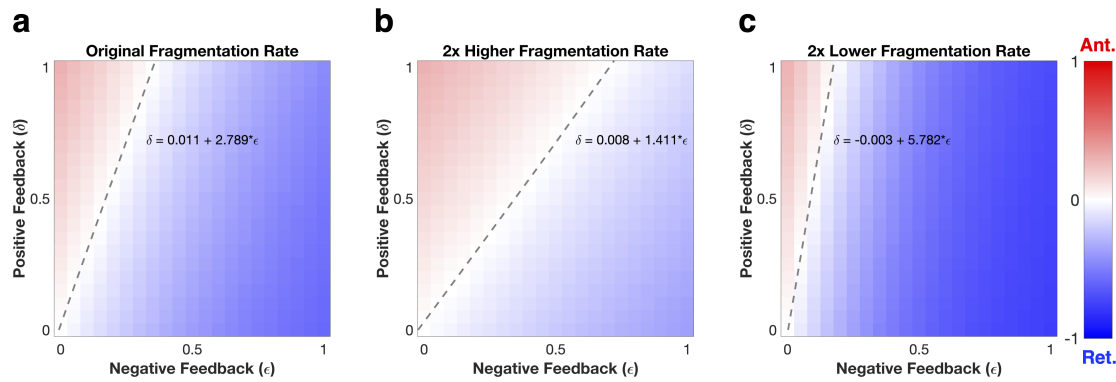 a
Original Fragmentation Rate
1
0.5
0
Positive Feedback (δ)
δ = 0.011 + 2.789*ϵ
0 0.5 1
Negative Feedback (ϵ)
b
2x Higher Fragmentation Rate
1
0.5
0
Positive Feedback (δ)
δ = 0.008 + 1.411*ϵ
0 0.5 1
Negative Feedback (ϵ)
c
2x Lower Fragmentation Rate
1
0.5
0
Positive Feedback (δ)
δ = -0.003 + 5.782*ϵ
0 0.5 1
Negative Feedback (ϵ)
Ant.
1
0
-1
Ret.